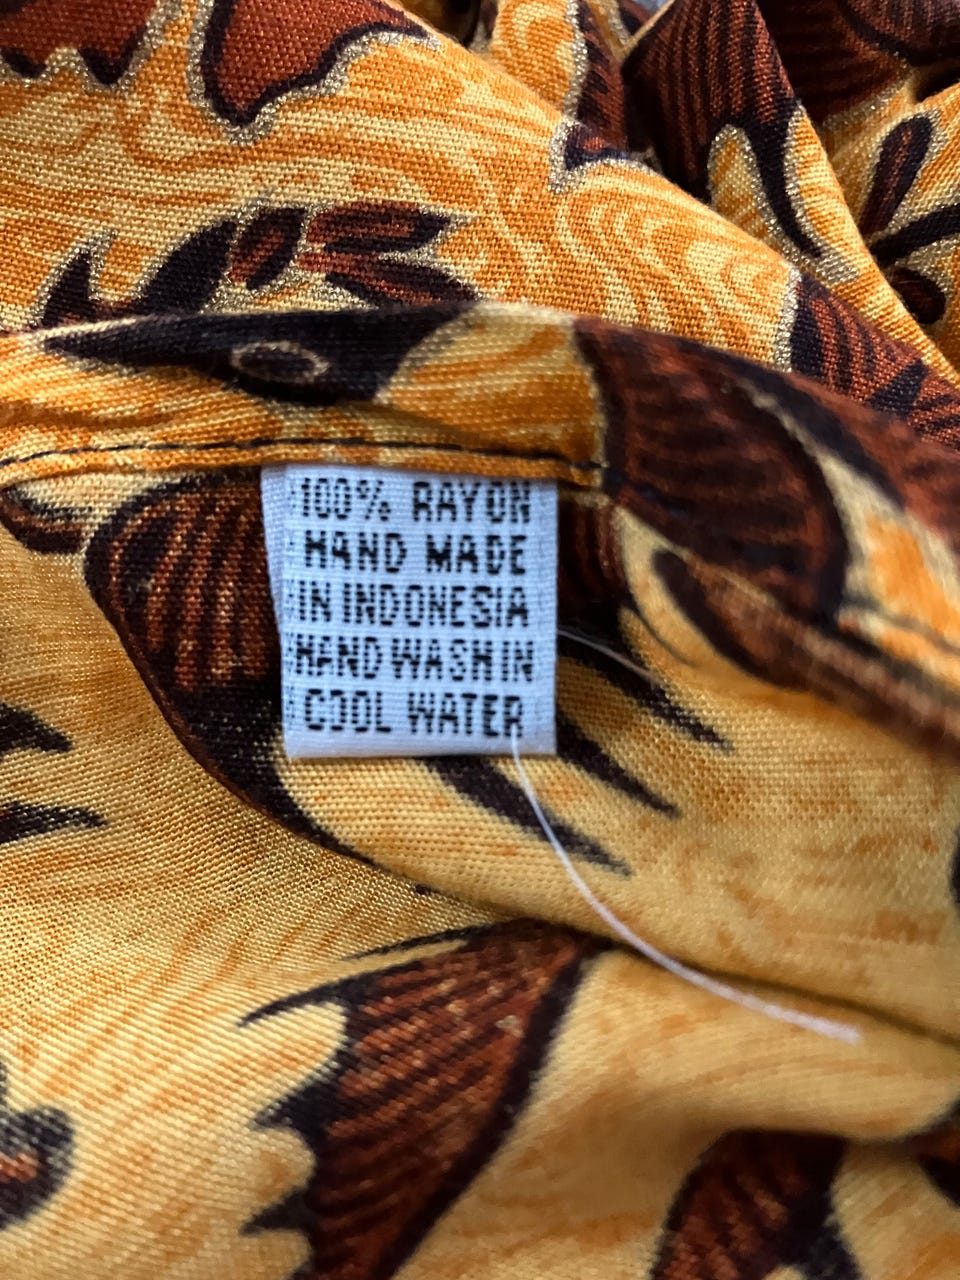 100% RAYON
HAND MADE
IN INDONESIA
HAND WASH IN
COOL WATER